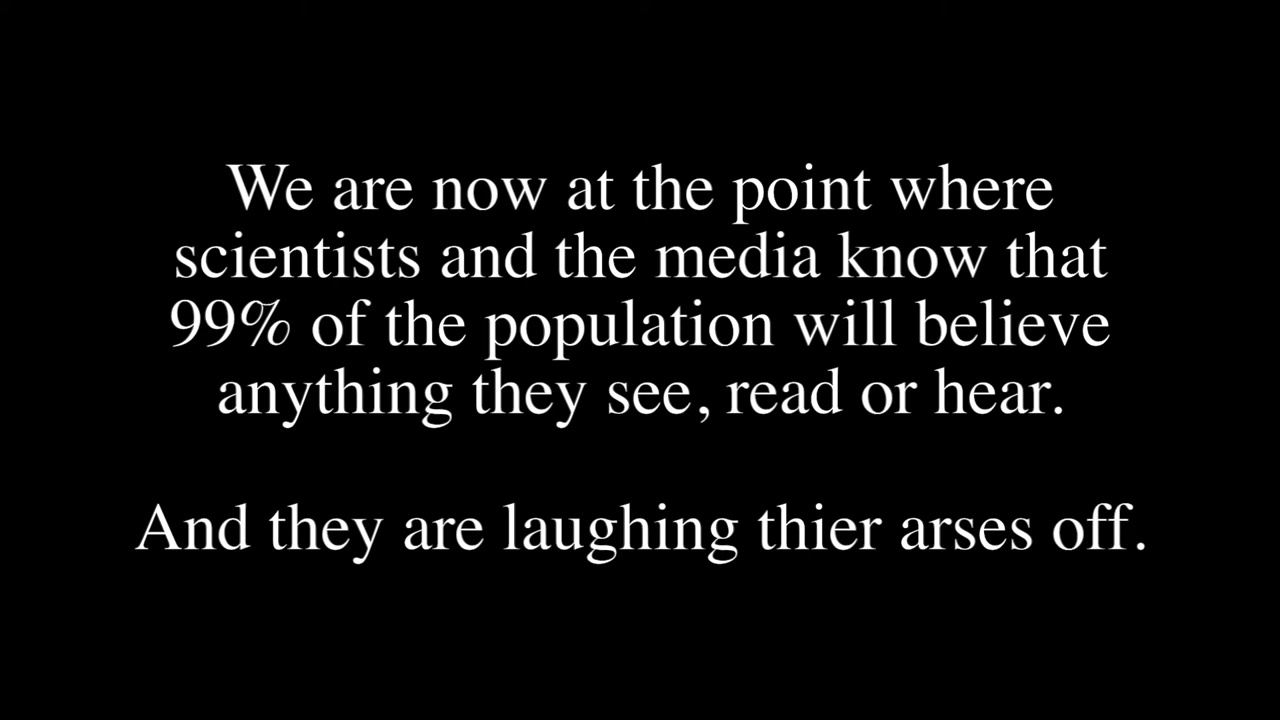 We are now at the point where
scientists and the media know that
99% of the population will believe
anything they see, read or hear.
And they are laughing thier arses off.